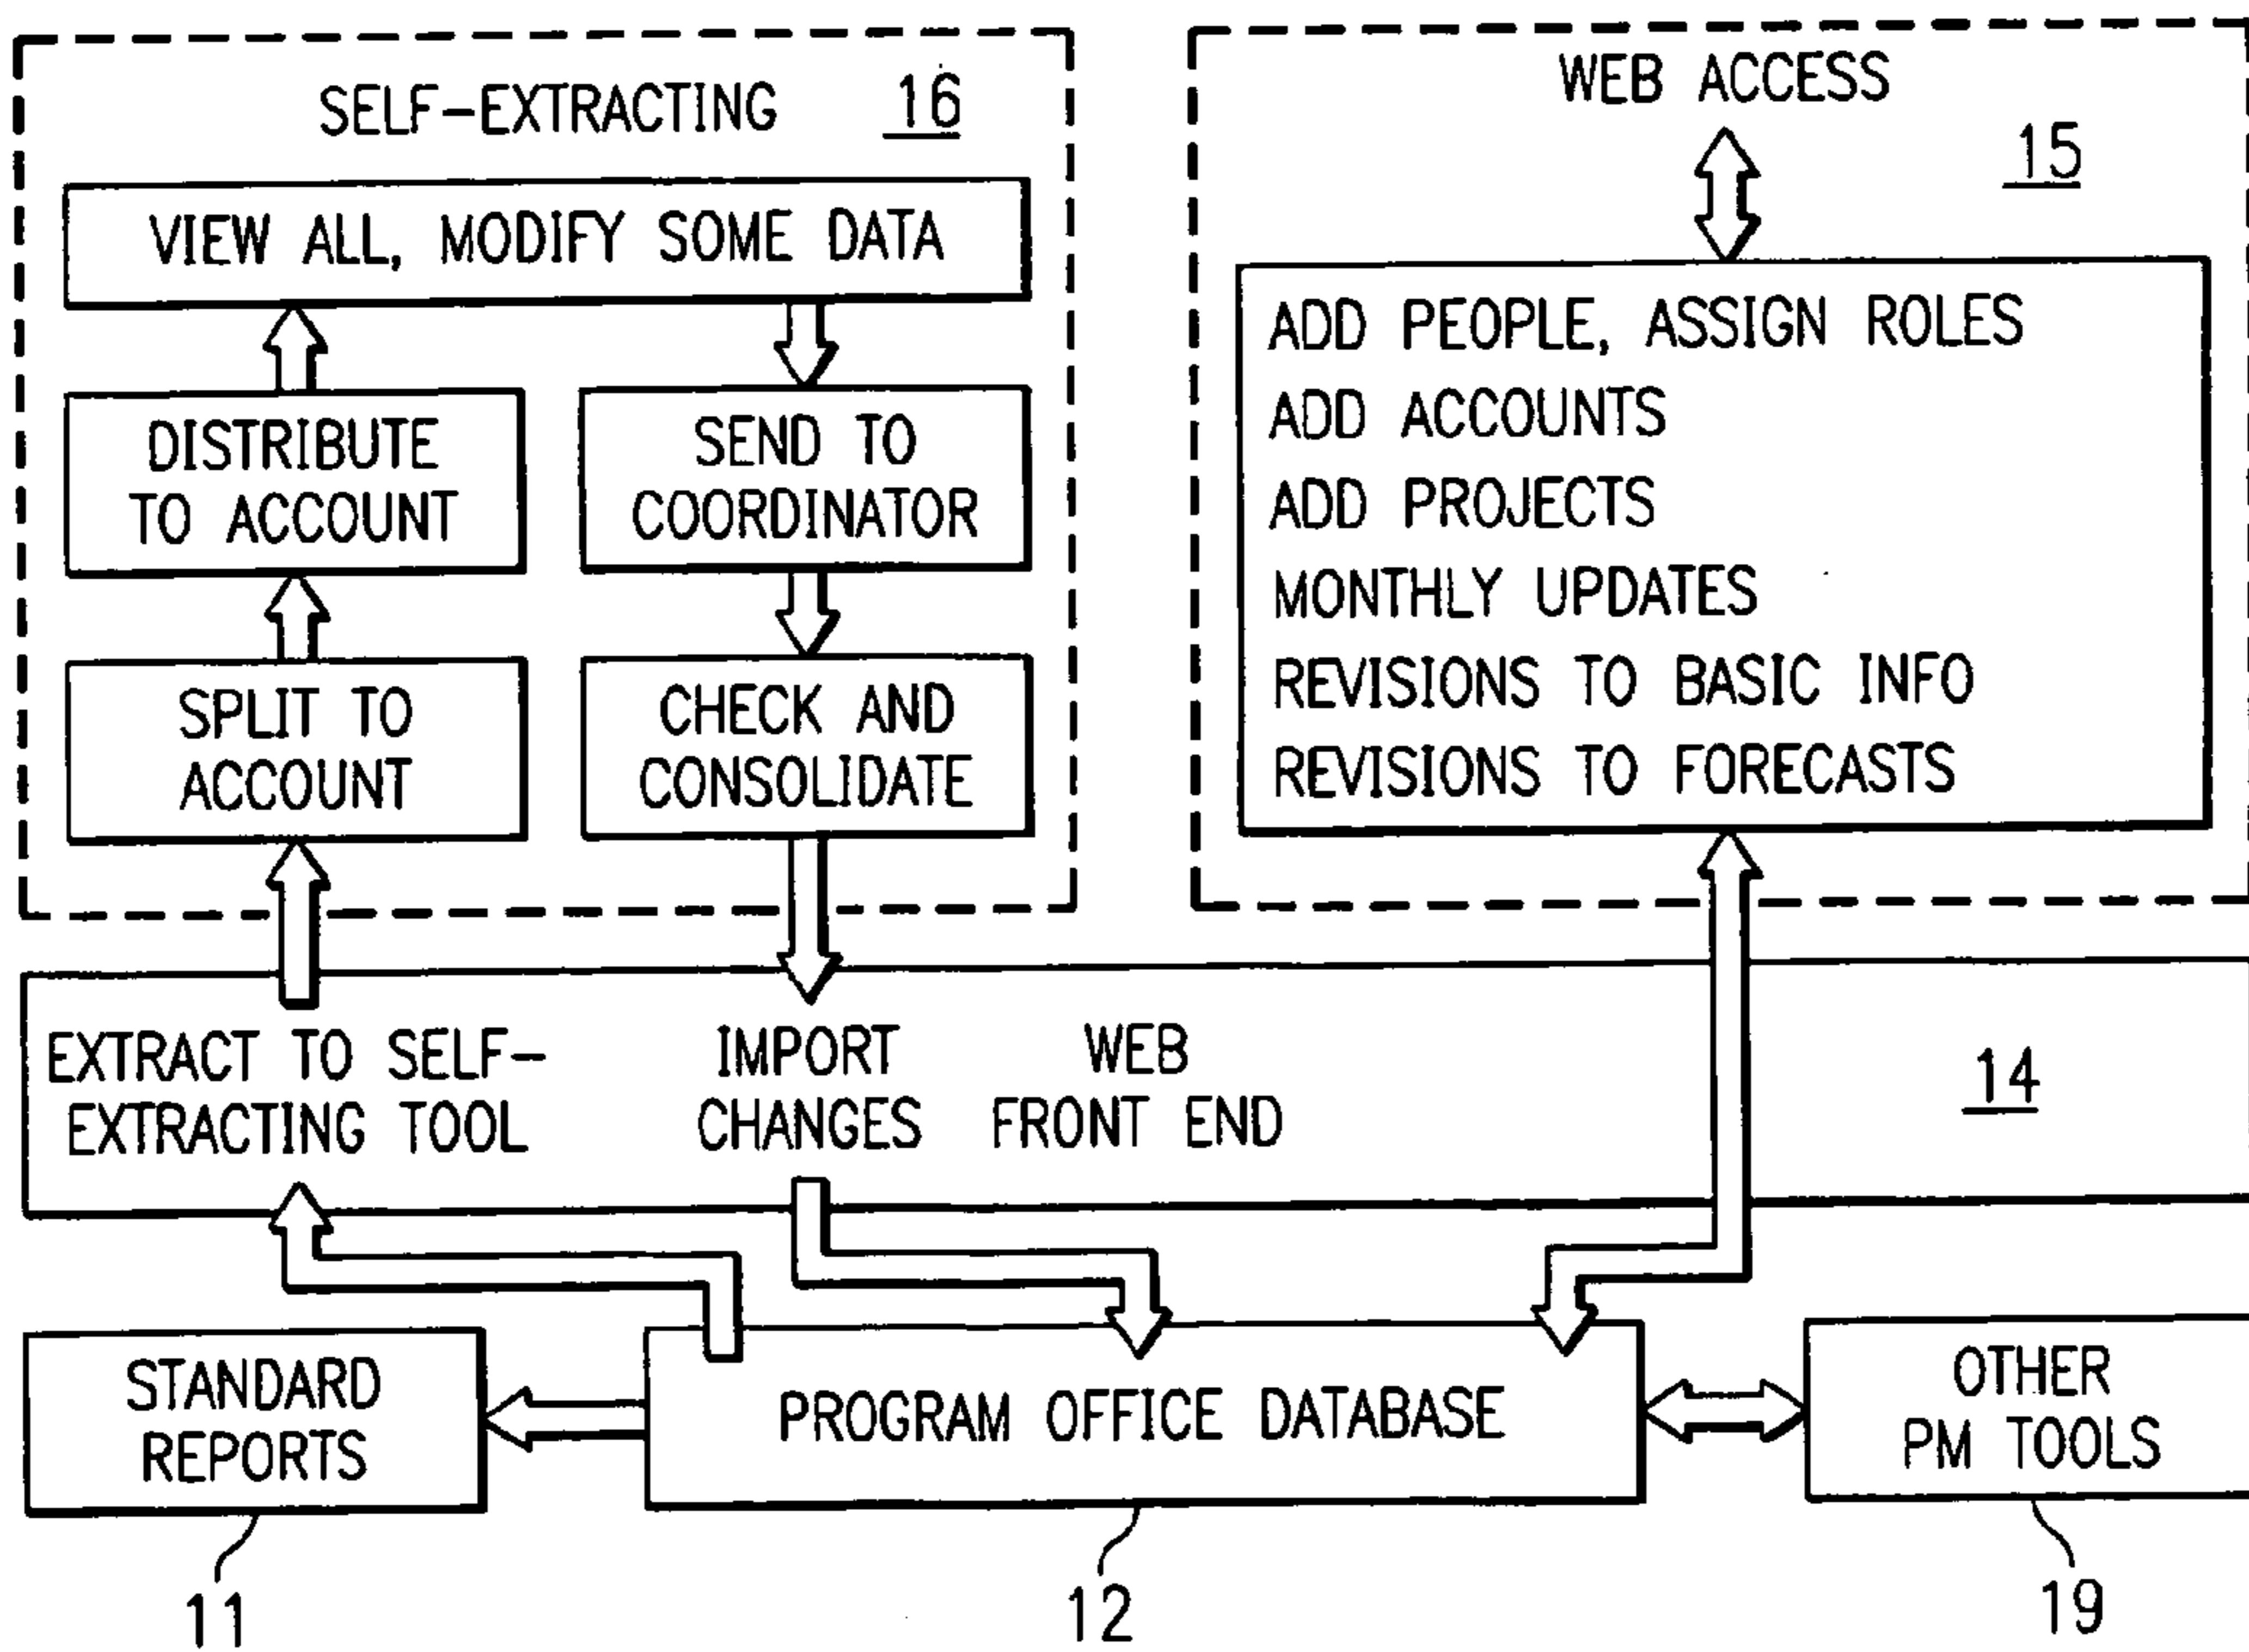 SELF-EXTRACTING 16
VIEW ALL, MODIFY SOME DATA
DISTRIBUTE
TO ACCOUNT
SEND TO
COORDINATOR
SPLIT TO
ACCOUNT
CHECK AND
CONSOLIDATE
WEB ACCESS
15
ADD PEOPLE, ASSIGN ROLES
ADD ACCOUNTS
ADD PROJECTS
MONTHLY UPDATES
REVISIONS TO BASIC INFO
REVISIONS TO FORECASTS
EXTRACT TO SELF-
EXTRACTING TOOL
IMPORT
CHANGES
WEB
FRONT END
14
STANDARD
REPORTS
PROGRAM OFFICE DATABASE
OTHER
PM TOOLS
11
12
19